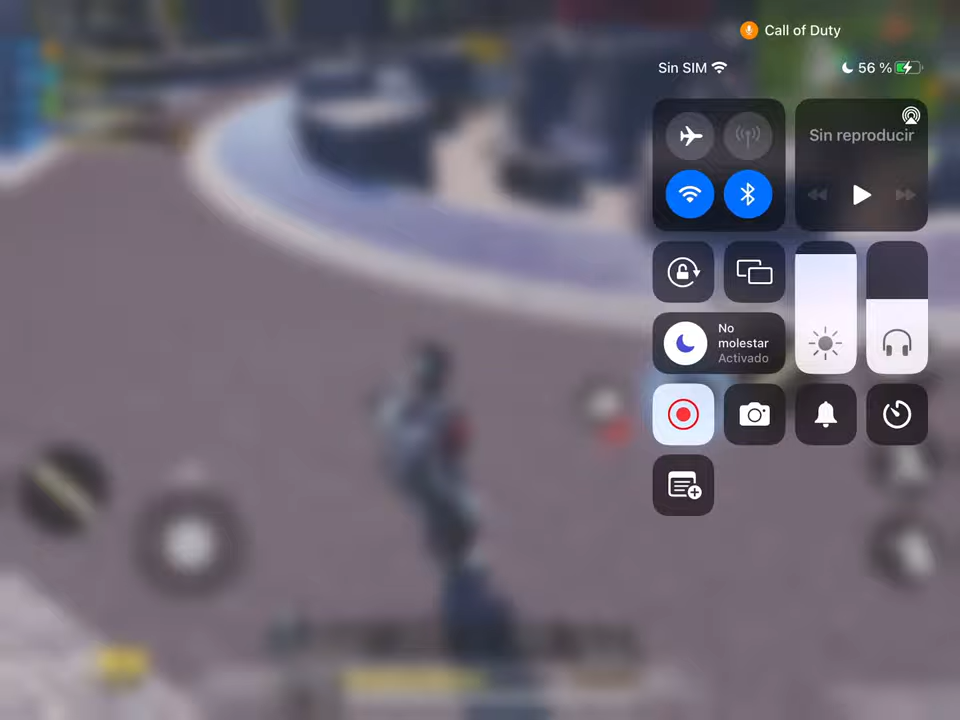 Call of Duty
Sin SIM
56 %
Sin reproducir
No
molestar
Activado